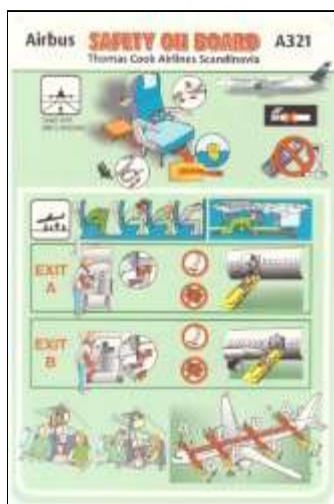 Airbus SAFETY ON BOARD A321
Thomas Cook Airlines Scandinavia
EXIT
A
EXIT
B